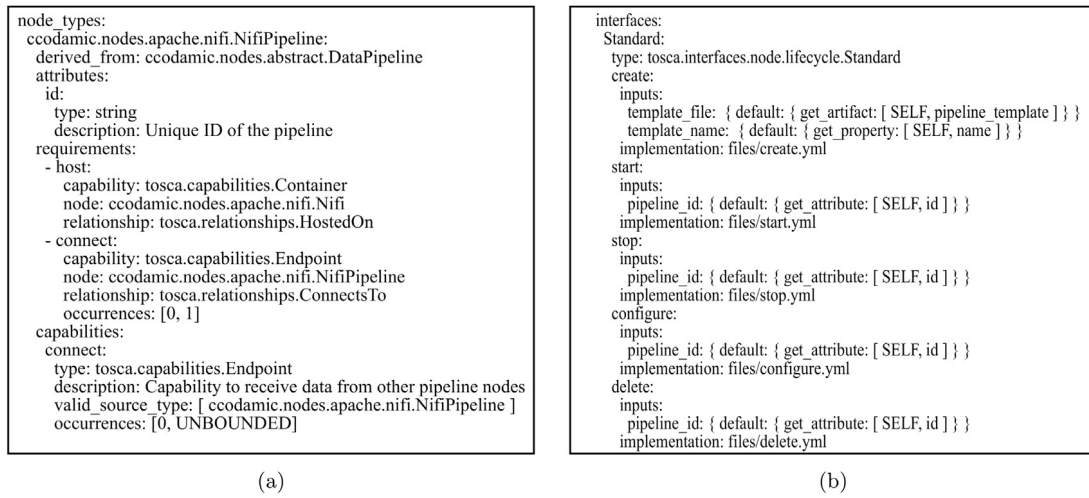 node_types:
ccodamic.nodes.apache.nifi.NifiPipeline:
derived_from: ccodamic.nodes.abstract.DataPipeline
attributes:
id:
type: string
description: Unique ID of the pipeline
requirements:
- host:
capability: tosca.capabilities.Container
node: ccodamic.nodes.apache.nifi.Nifi
relationship: tosca.relationships.HostedOn
- connect:
capability: tosca.capabilities.Endpoint
node: ccodamic.nodes.apache.nifi.NifiPipeline
relationship: tosca.relationships.ConnectsTo
occurrences: [0, 1]
capabilities:
connect:
type: tosca.capabilities.Endpoint
description: Capability to receive data from other pipeline nodes
valid_source_type: [ ccodamic.nodes.apache.nifi.NifiPipeline ]
occurrences: [0, UNBOUNDED]
(a)
interfaces:
Standard:
type: tosca.interfaces.node.lifecycle.Standard
create:
inputs:
template_file: { default: { get_artifact: [ SELF, pipeline_template ] } }
template_name: { default: { get_property: [ SELF, name ] } }
implementation: files/create.yml
start:
inputs:
pipeline_id: { default: { get_attribute: [ SELF, id ] } }
implementation: files/start.yml
stop:
inputs:
pipeline_id: { default: { get_attribute: [ SELF, id ] } }
implementation: files/stop.yml
configure:
inputs:
pipeline_id: { default: { get_attribute: [ SELF, id ] } }
implementation: files/configure.yml
delete:
inputs:
pipeline_id: { default: { get_attribute: [ SELF, id ] } }
implementation: files/delete.yml
(b)